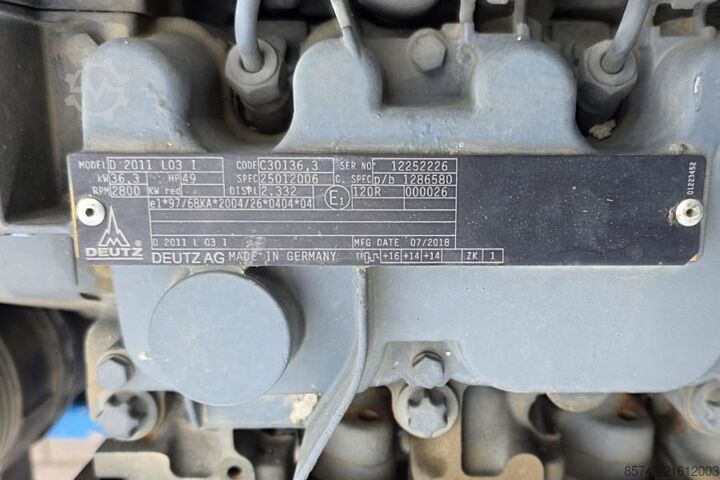 MODEL D 2011 L03 I CODE C30I36,3 SER NO 12252226
kW 36,3 HP 49 SPEC 25012006 C. SPEC p/b 1286580
RPM 2800 KW red DISPL 2,332 E1 120R 000026
e1*97/68KA*2004/26*0404*04
D 2011 L 03 I MFG DATE 07/2018
DEUTZ
DEUTZ AG MADE IN GERMANY EP +16 +14 +14 ZK 1
01223452
85743-21612003